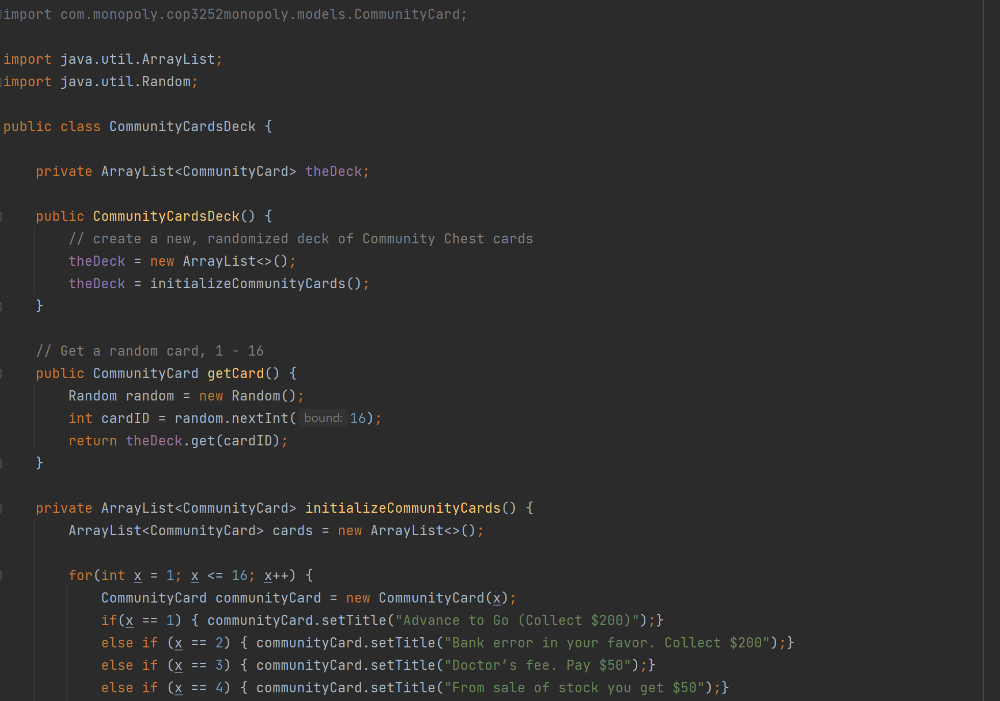 import com.monopoly.cop3252monopoly.models.CommunityCard;
import java.util.ArrayList;
import java.util.Random;
public class CommunityCardsDeck {
private ArrayList<CommunityCard> theDeck;
public CommunityCardsDeck() {
// create a new, randomized deck of Community Chest cards
theDeck = new ArrayList<>();
theDeck = initializeCommunityCards();
}
// Get a random card, 1 - 16
public CommunityCard getCard() {
Random random = new Random();
int cardID = random.nextInt( bound: 16);
return theDeck.get(cardID);
}
private ArrayList<CommunityCard> initializeCommunityCards() {
ArrayList<CommunityCard> cards = new ArrayList<>();
for(int x = 1; x <= 16; x++) {
CommunityCard communityCard = new CommunityCard(x);
if(x == 1) { communityCard.setTitle("Advance to Go (Collect $200)");}
else if (x == 2) { communityCard.setTitle("Bank error in your favor. Collect $200");}
else if (x == 3) { communityCard.setTitle("Doctor’s fee. Pay $50");}
else if (x == 4) { communityCard.setTitle("From sale of stock you get $50");}